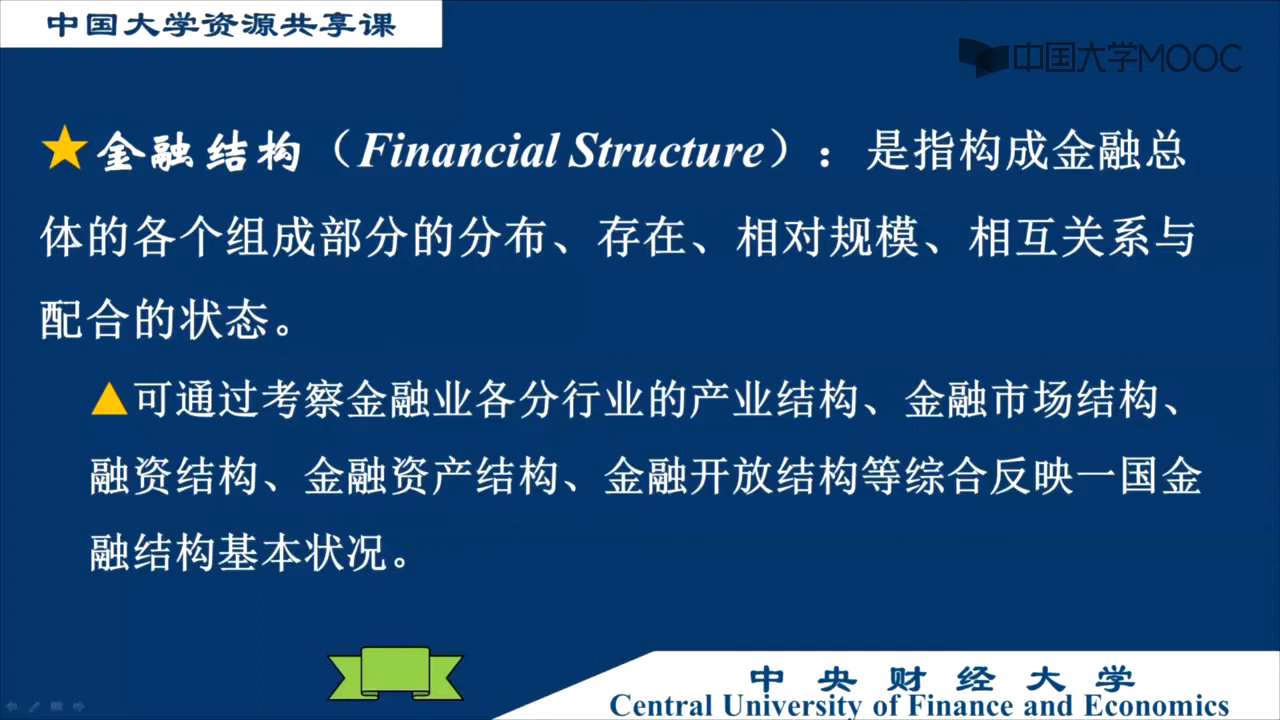 中国大学资源共享课
中国大学MOOC
★金融结构（Financial Structure）：是指构成金融总
体的各个组成部分的分布、存在、相对规模、相互关系与
配合的状态。
▲可通过考察金融业各分行业的产业结构、金融市场结构、
融资结构、金融资产结构、金融开放结构等综合反映一国金
融结构基本状况。
中央财经大学
Central University of Finance and Economics